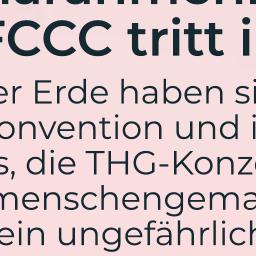 FCCC tritt i
er Erde haben si
onvention und i
s, die THG-Konze
menschengema
ein ungefährlich